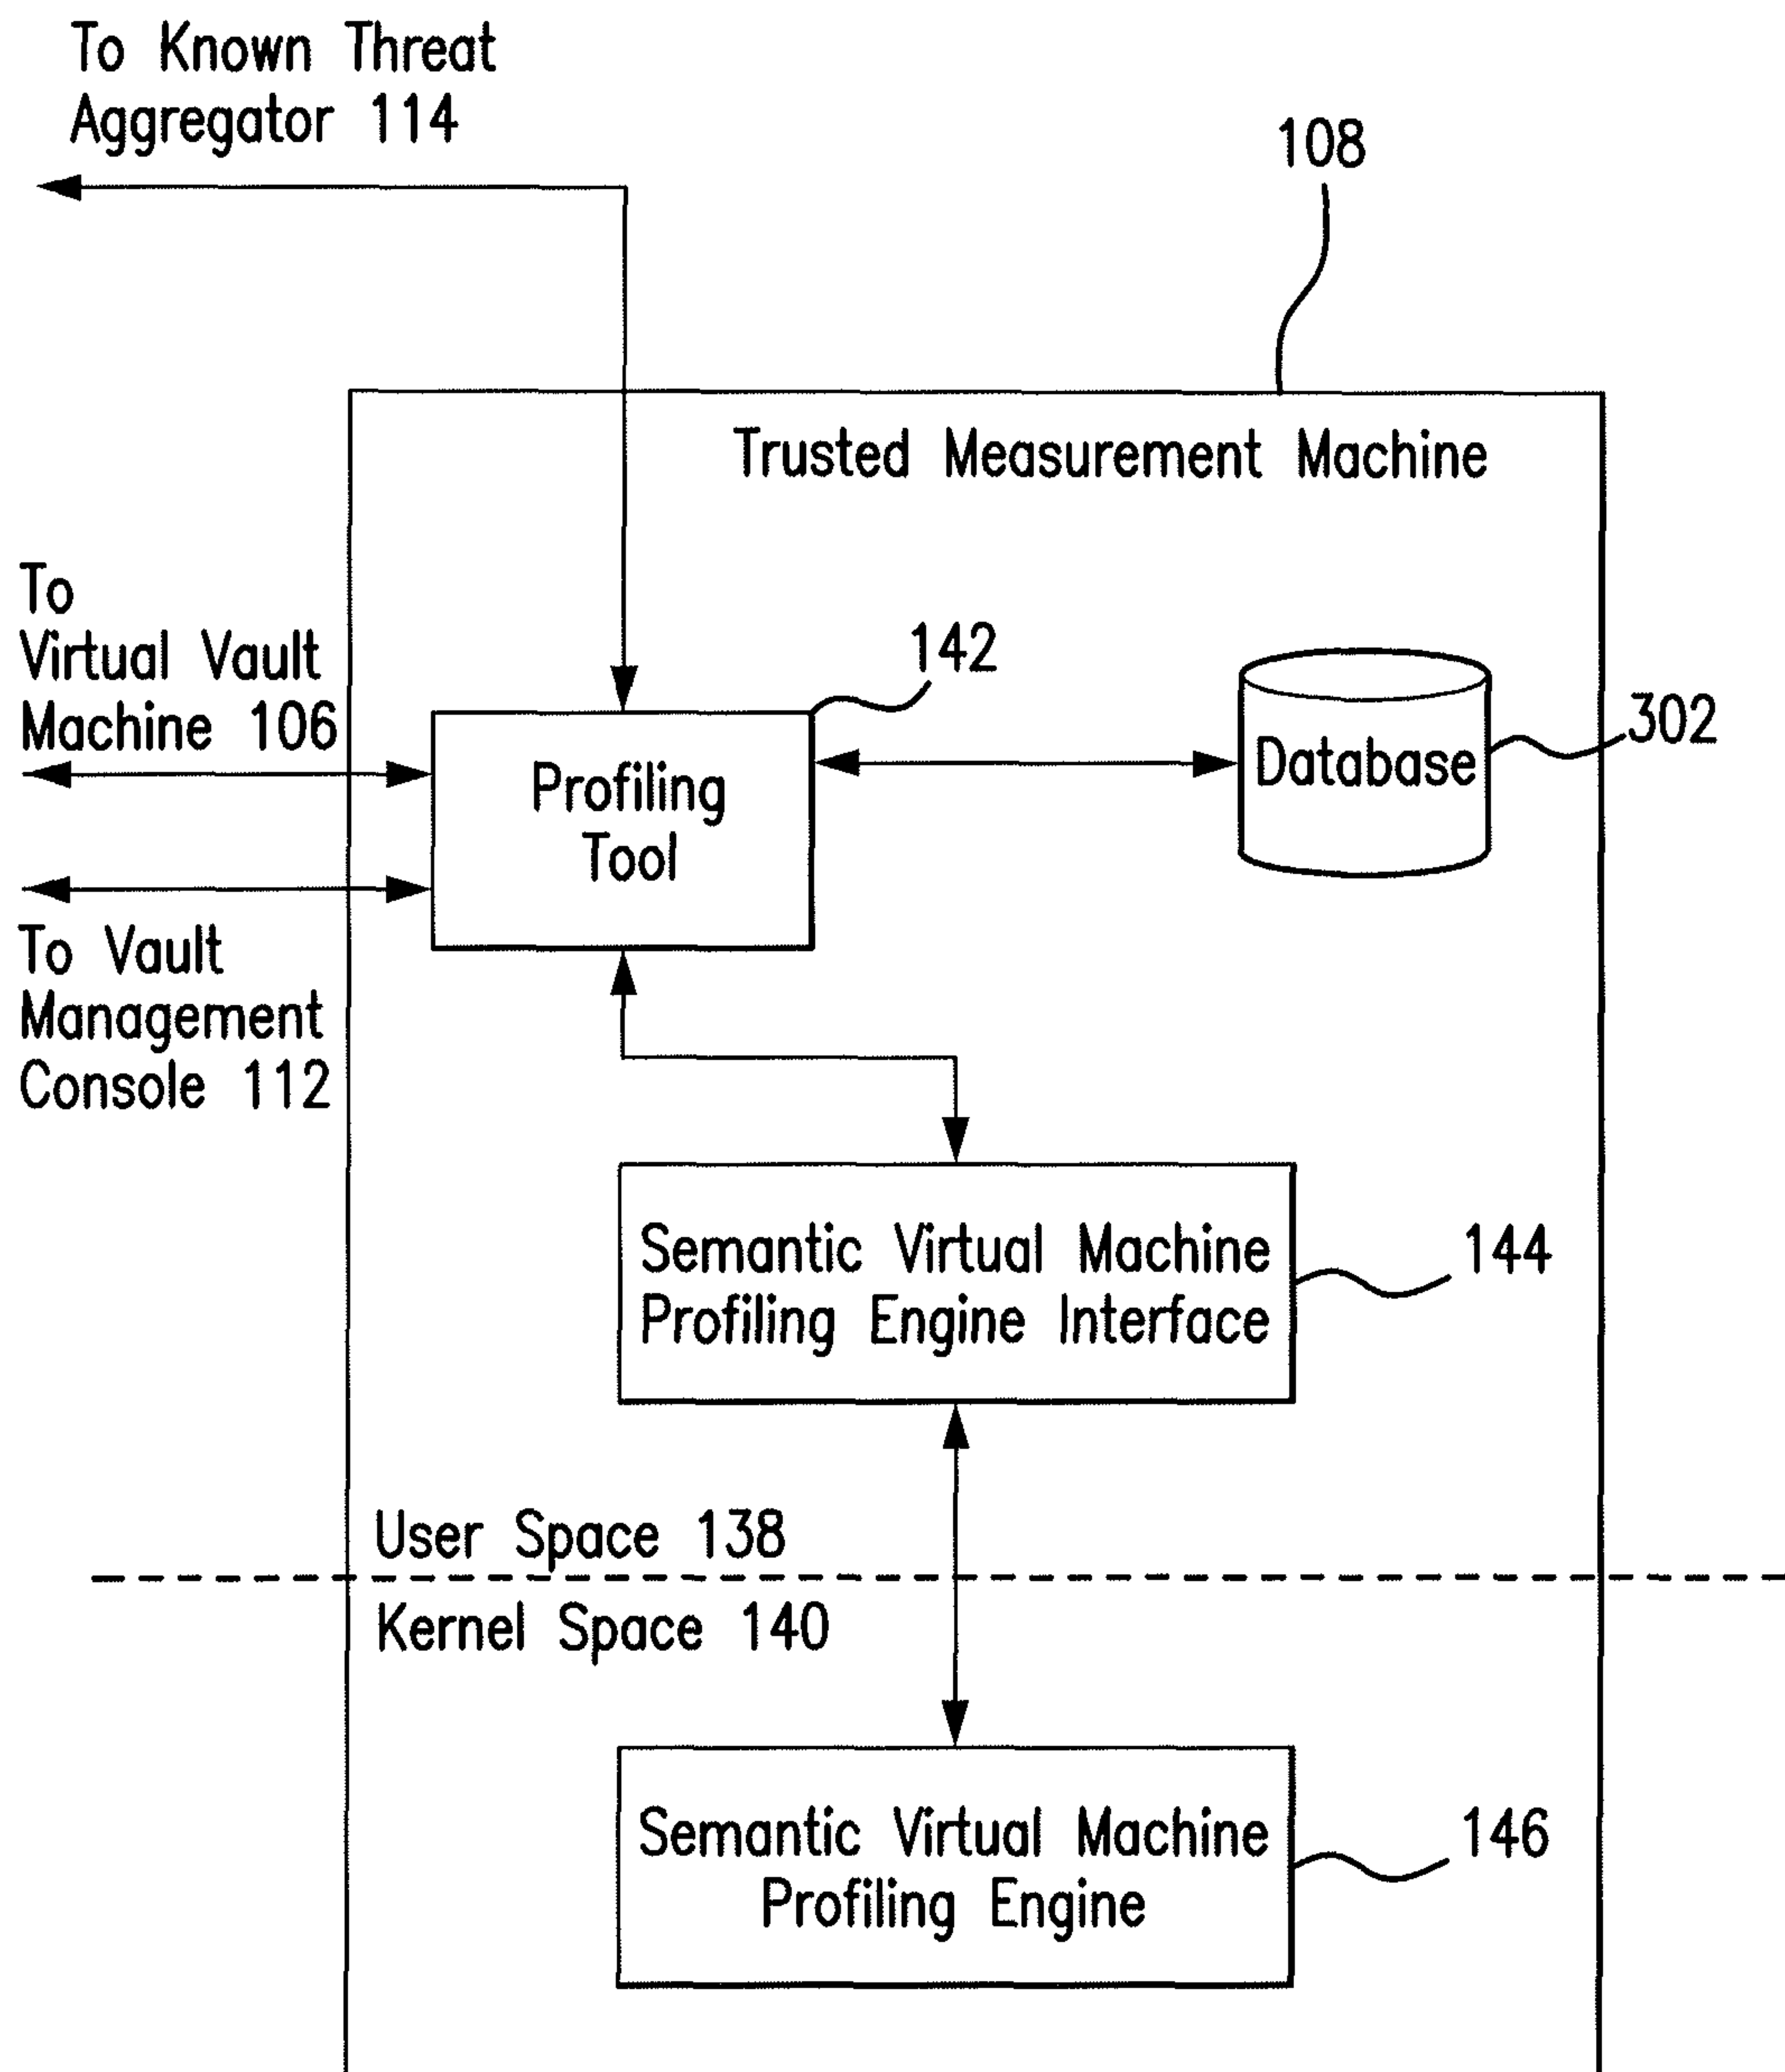 To Known Threat
Aggregator 114
108
Trusted Measurement Machine
To
Virtual Vault
Machine 106
142
302
Database
Profiling
Tool
To Vault
Management
Console 112
Semantic Virtual Machine
Profiling Engine Interface
144
User Space 138
Kernel Space 140
Semantic Virtual Machine
Profiling Engine
146